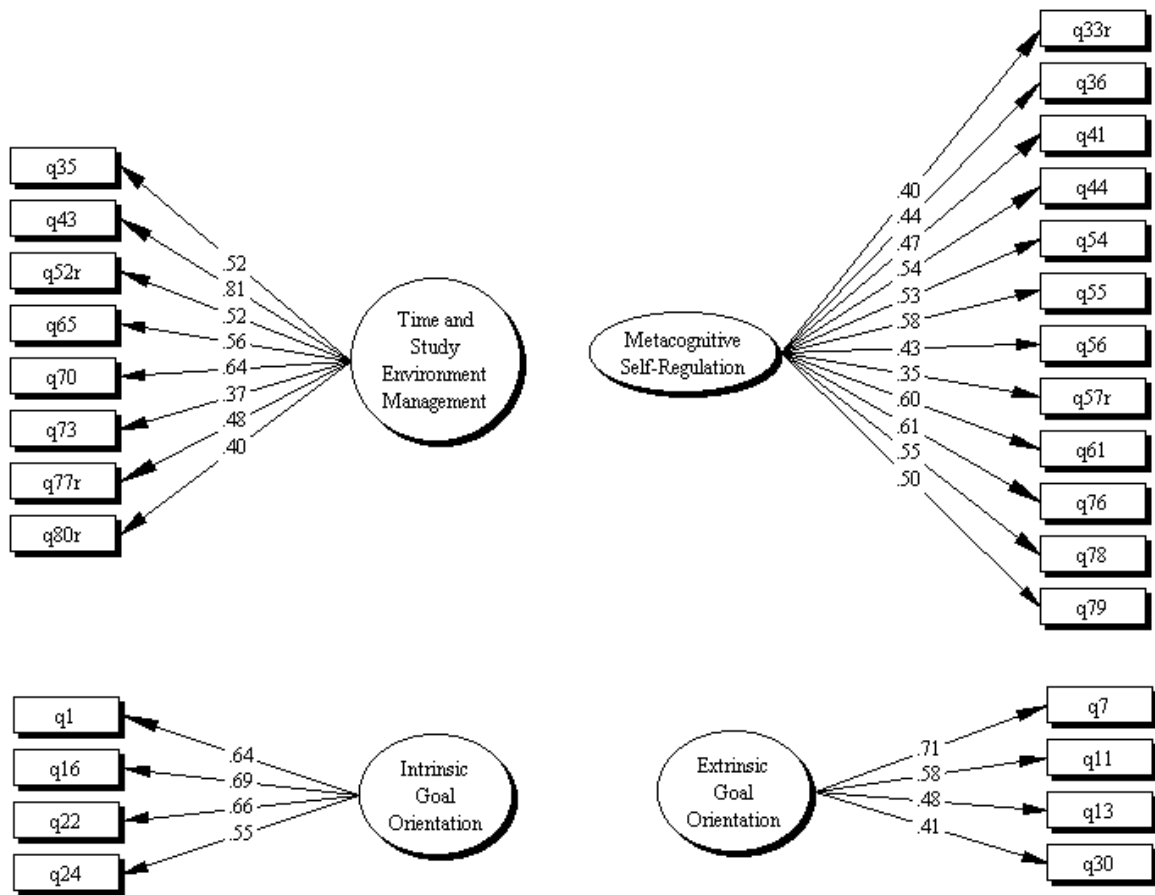 q35
q43
q52r
q65
q70
q73
q77r
q80r
.52
.81
.52
.56
.64
.37
.48
.40
Time and
Study
Environment
Management
Metacognitive
Self-Regulation
.40
.44
.47
.54
.53
.58
.43
.35
.60
.61
.55
.50
q33r
q36
q41
q44
q54
q55
q56
q57r
q61
q76
q78
q79
q1
q16
q22
q24
.64
.69
.66
.55
Intrinsic
Goal
Orientation
Extrinsic
Goal
Orientation
.71
.58
.48
.41
q7
q11
q13
q30